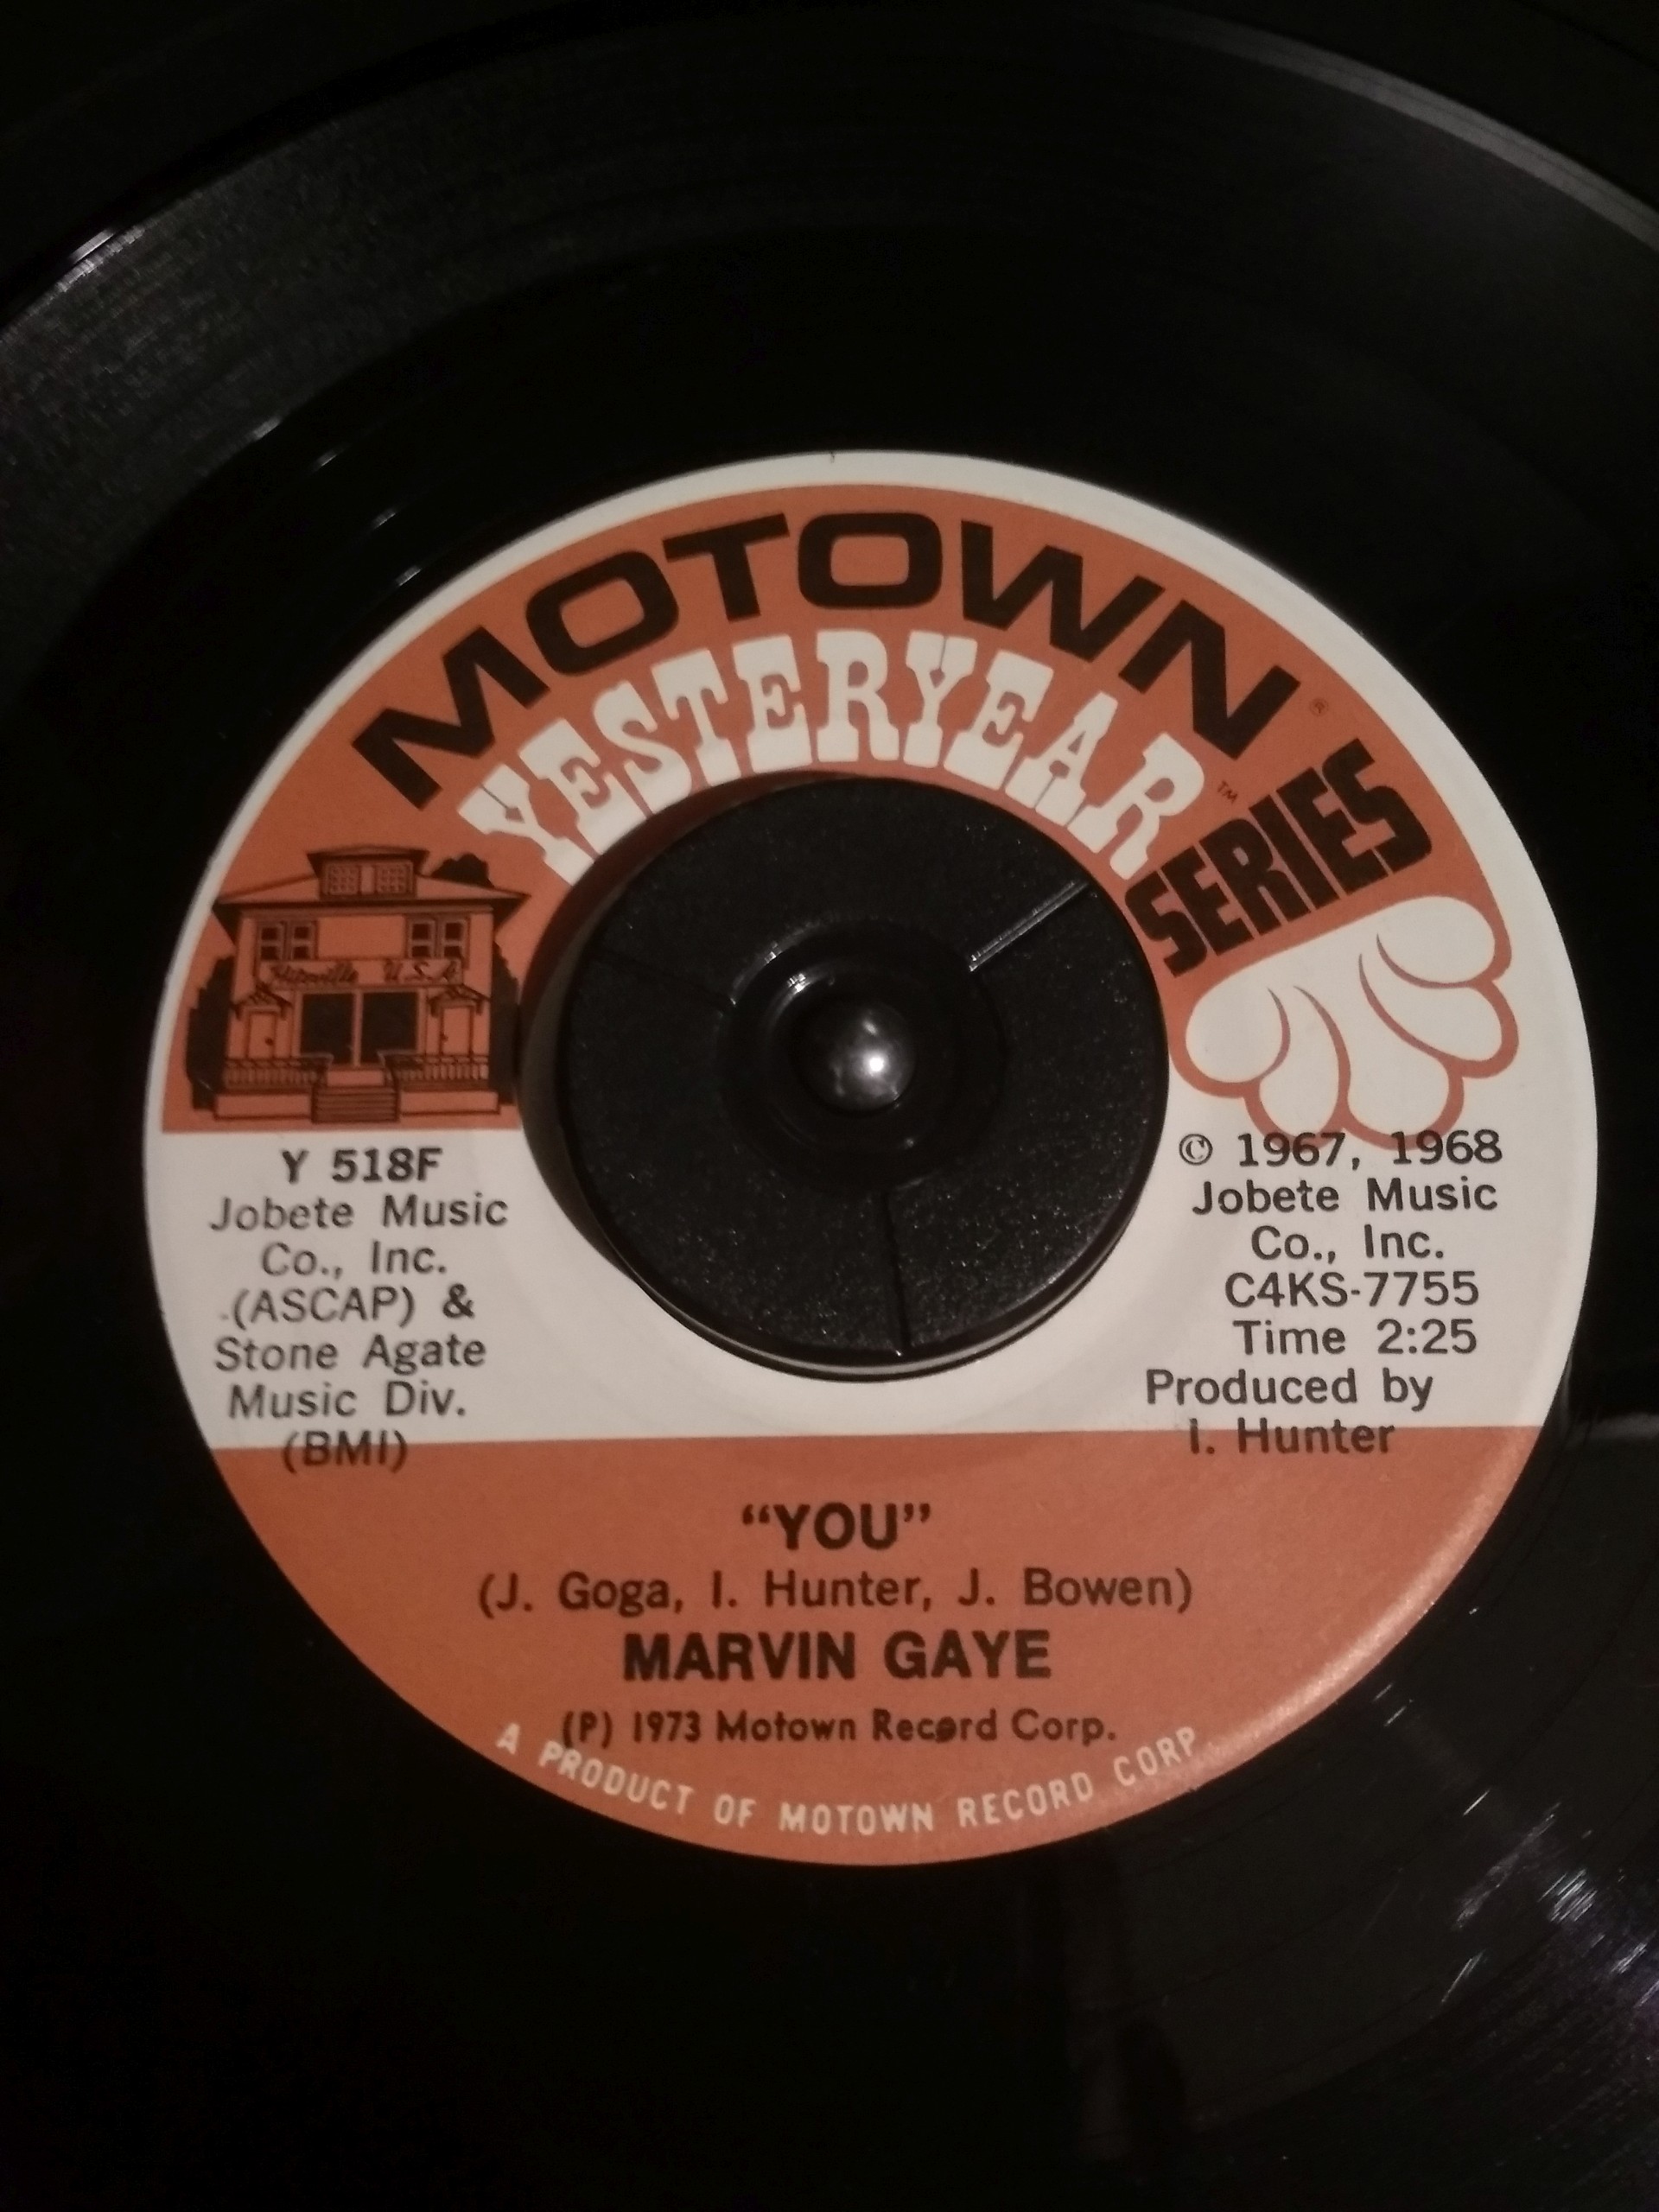 MOTOWN®
YESTERYEAR™
SERIES
Hitsville U.S.A.
Y 518F
Jobete Music
Co., Inc.
(ASCAP) &
Stone Agate
Music Div.
(BMI)
© 1967, 1968
Jobete Music
Co., Inc.
C4KS-7755
Time 2:25
Produced by
I. Hunter
“YOU”
(J. Goga, I. Hunter, J. Bowen)
MARVIN GAYE
(P) 1973 Motown Record Corp.
A PRODUCT OF MOTOWN RECORD CORP